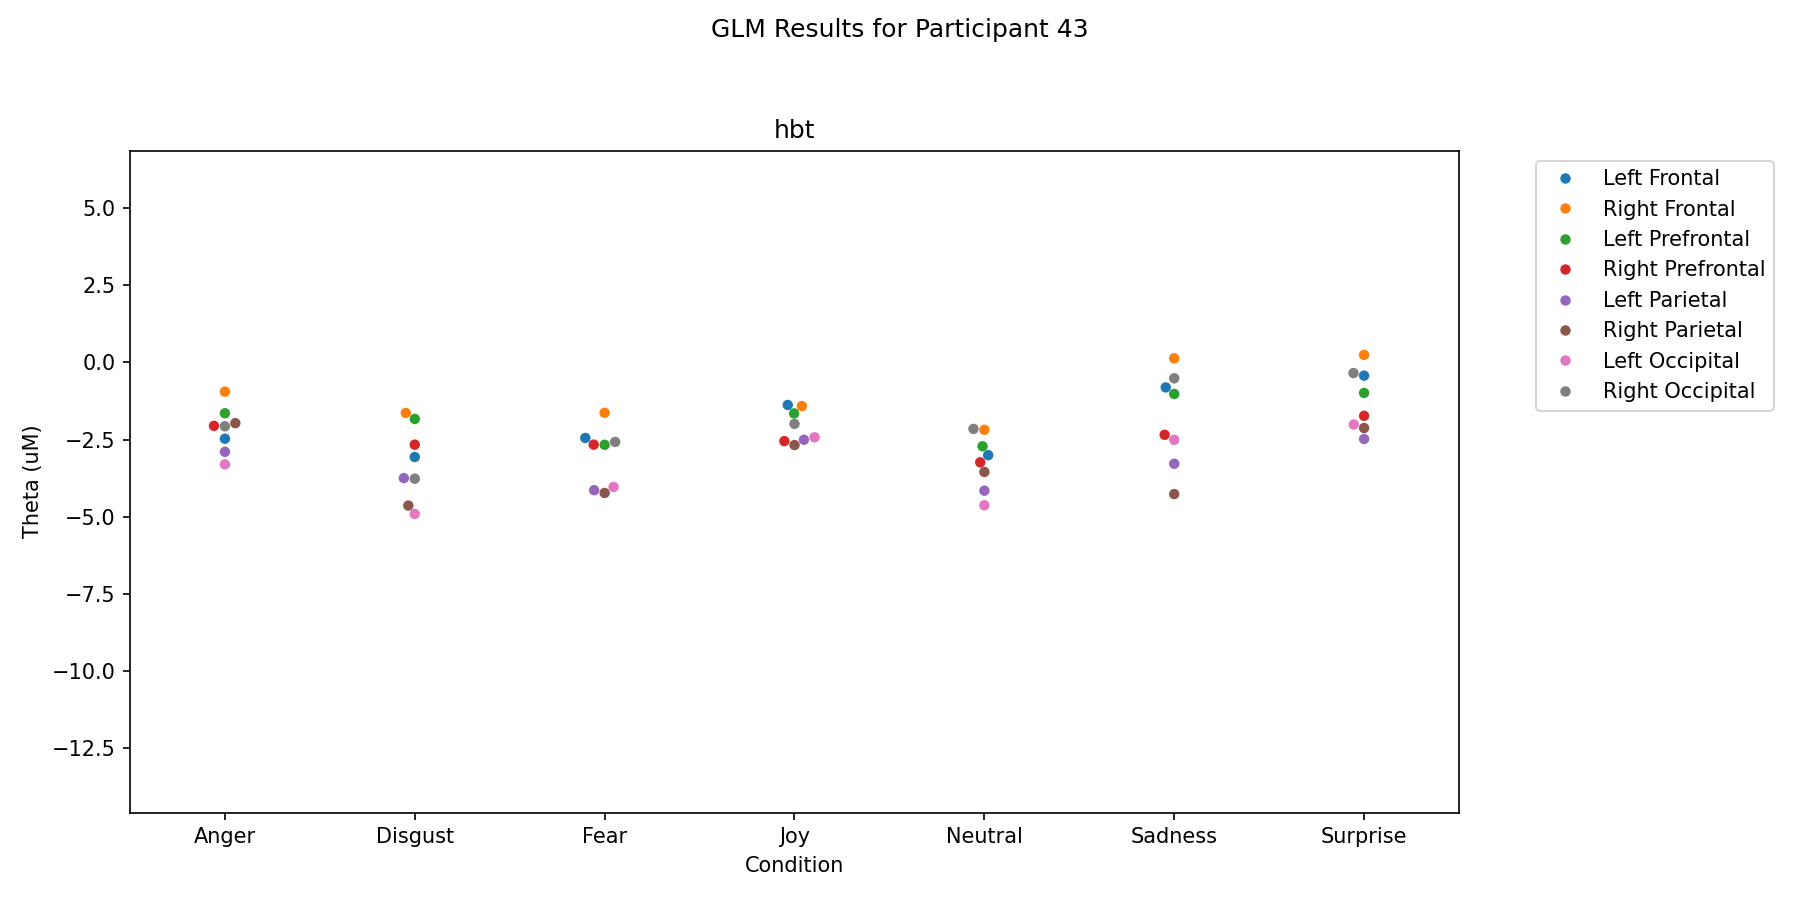 GLM Results for Participant 43
hbt
5.0
2.5
0.0
−2.5
−5.0
−7.5
−10.0
−12.5
Theta (uM)
Anger
Disgust
Fear
Joy
Neutral
Sadness
Surprise
Condition
Left Frontal
Right Frontal
Left Prefrontal
Right Prefrontal
Left Parietal
Right Parietal
Left Occipital
Right Occipital